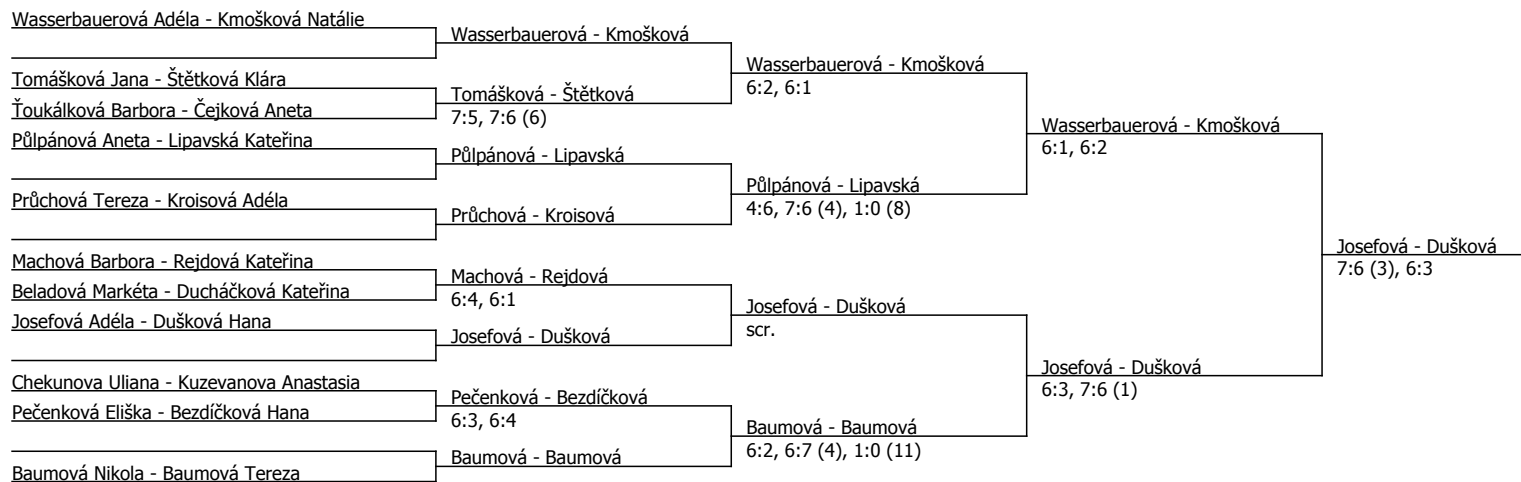 Wasserbauerová Adéla - Kmošková Natálie
Tomášková Jana - Štětková Klára
Ťoukálková Barbora - Čejková Aneta
Půlpánová Aneta - Lipavská Kateřina
Průchová Tereza - Kroisová Adéla
Machová Barbora - Rejdová Kateřina
Beladová Markéta - Ducháčková Kateřina
Josefová Adéla - Dušková Hana
Chekunova Uliana - Kuzevanova Anastasia
Pečenková Eliška - Bezdíčková Hana
Baumová Nikola - Baumová Tereza
Wasserbauerová - Kmošková
Tomášková - Štětková
7:5, 7:6 (6)
Půlpánová - Lipavská
Průchová - Kroisová
Machová - Rejdová
6:4, 6:1
Josefová - Dušková
Pečenková - Bezdíčková
6:3, 6:4
Baumová - Baumová
Wasserbauerová - Kmošková
6:2, 6:1
Půlpánová - Lipavská
4:6, 7:6 (4), 1:0 (8)
Josefová - Dušková
scr.
Baumová - Baumová
6:2, 6:7 (4), 1:0 (11)
Wasserbauerová - Kmošková
6:1, 6:2
Josefová - Dušková
6:3, 7:6 (1)
Josefová - Dušková
7:6 (3), 6:3